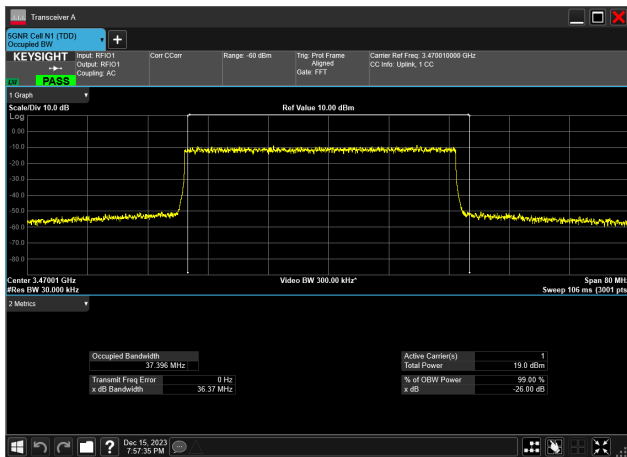 Transceiver A
5GNR Cell N1 (TDD)
Occupied BW
KEYSIGHT
Input: RFIO1
Output: RFIO1
Coupling: AC
Corr CCorr
Range: -60 dBm
Trig: Prot Frame
Aligned
Gate: FFT
Carrier Ref Freq: 3.470010000 GHz
CC Info: Uplink, 1 CC
PASS
1 Graph
Scale/Div 10.0 dB
Ref Value 10.00 dBm
Log
0.00
-10.0
-20.0
-30.0
-40.0
-50.0
-60.0
-70.0
-80.0
Center 3.47001 GHz
Video BW 300.00 kHz*
Span 80 MHz
#Res BW 30.000 kHz
Sweep 106 ms (3001 pts
2 Metrics
Occupied Bandwidth
37.396 MHz
Active Carrier(s) 1
Total Power 19.0 dBm
Transmit Freq Error 0 Hz
x dB Bandwidth 36.37 MHz
% of OBW Power 99.00 %
x dB -26.00 dB
Dec 15, 2023
7:57:35 PM